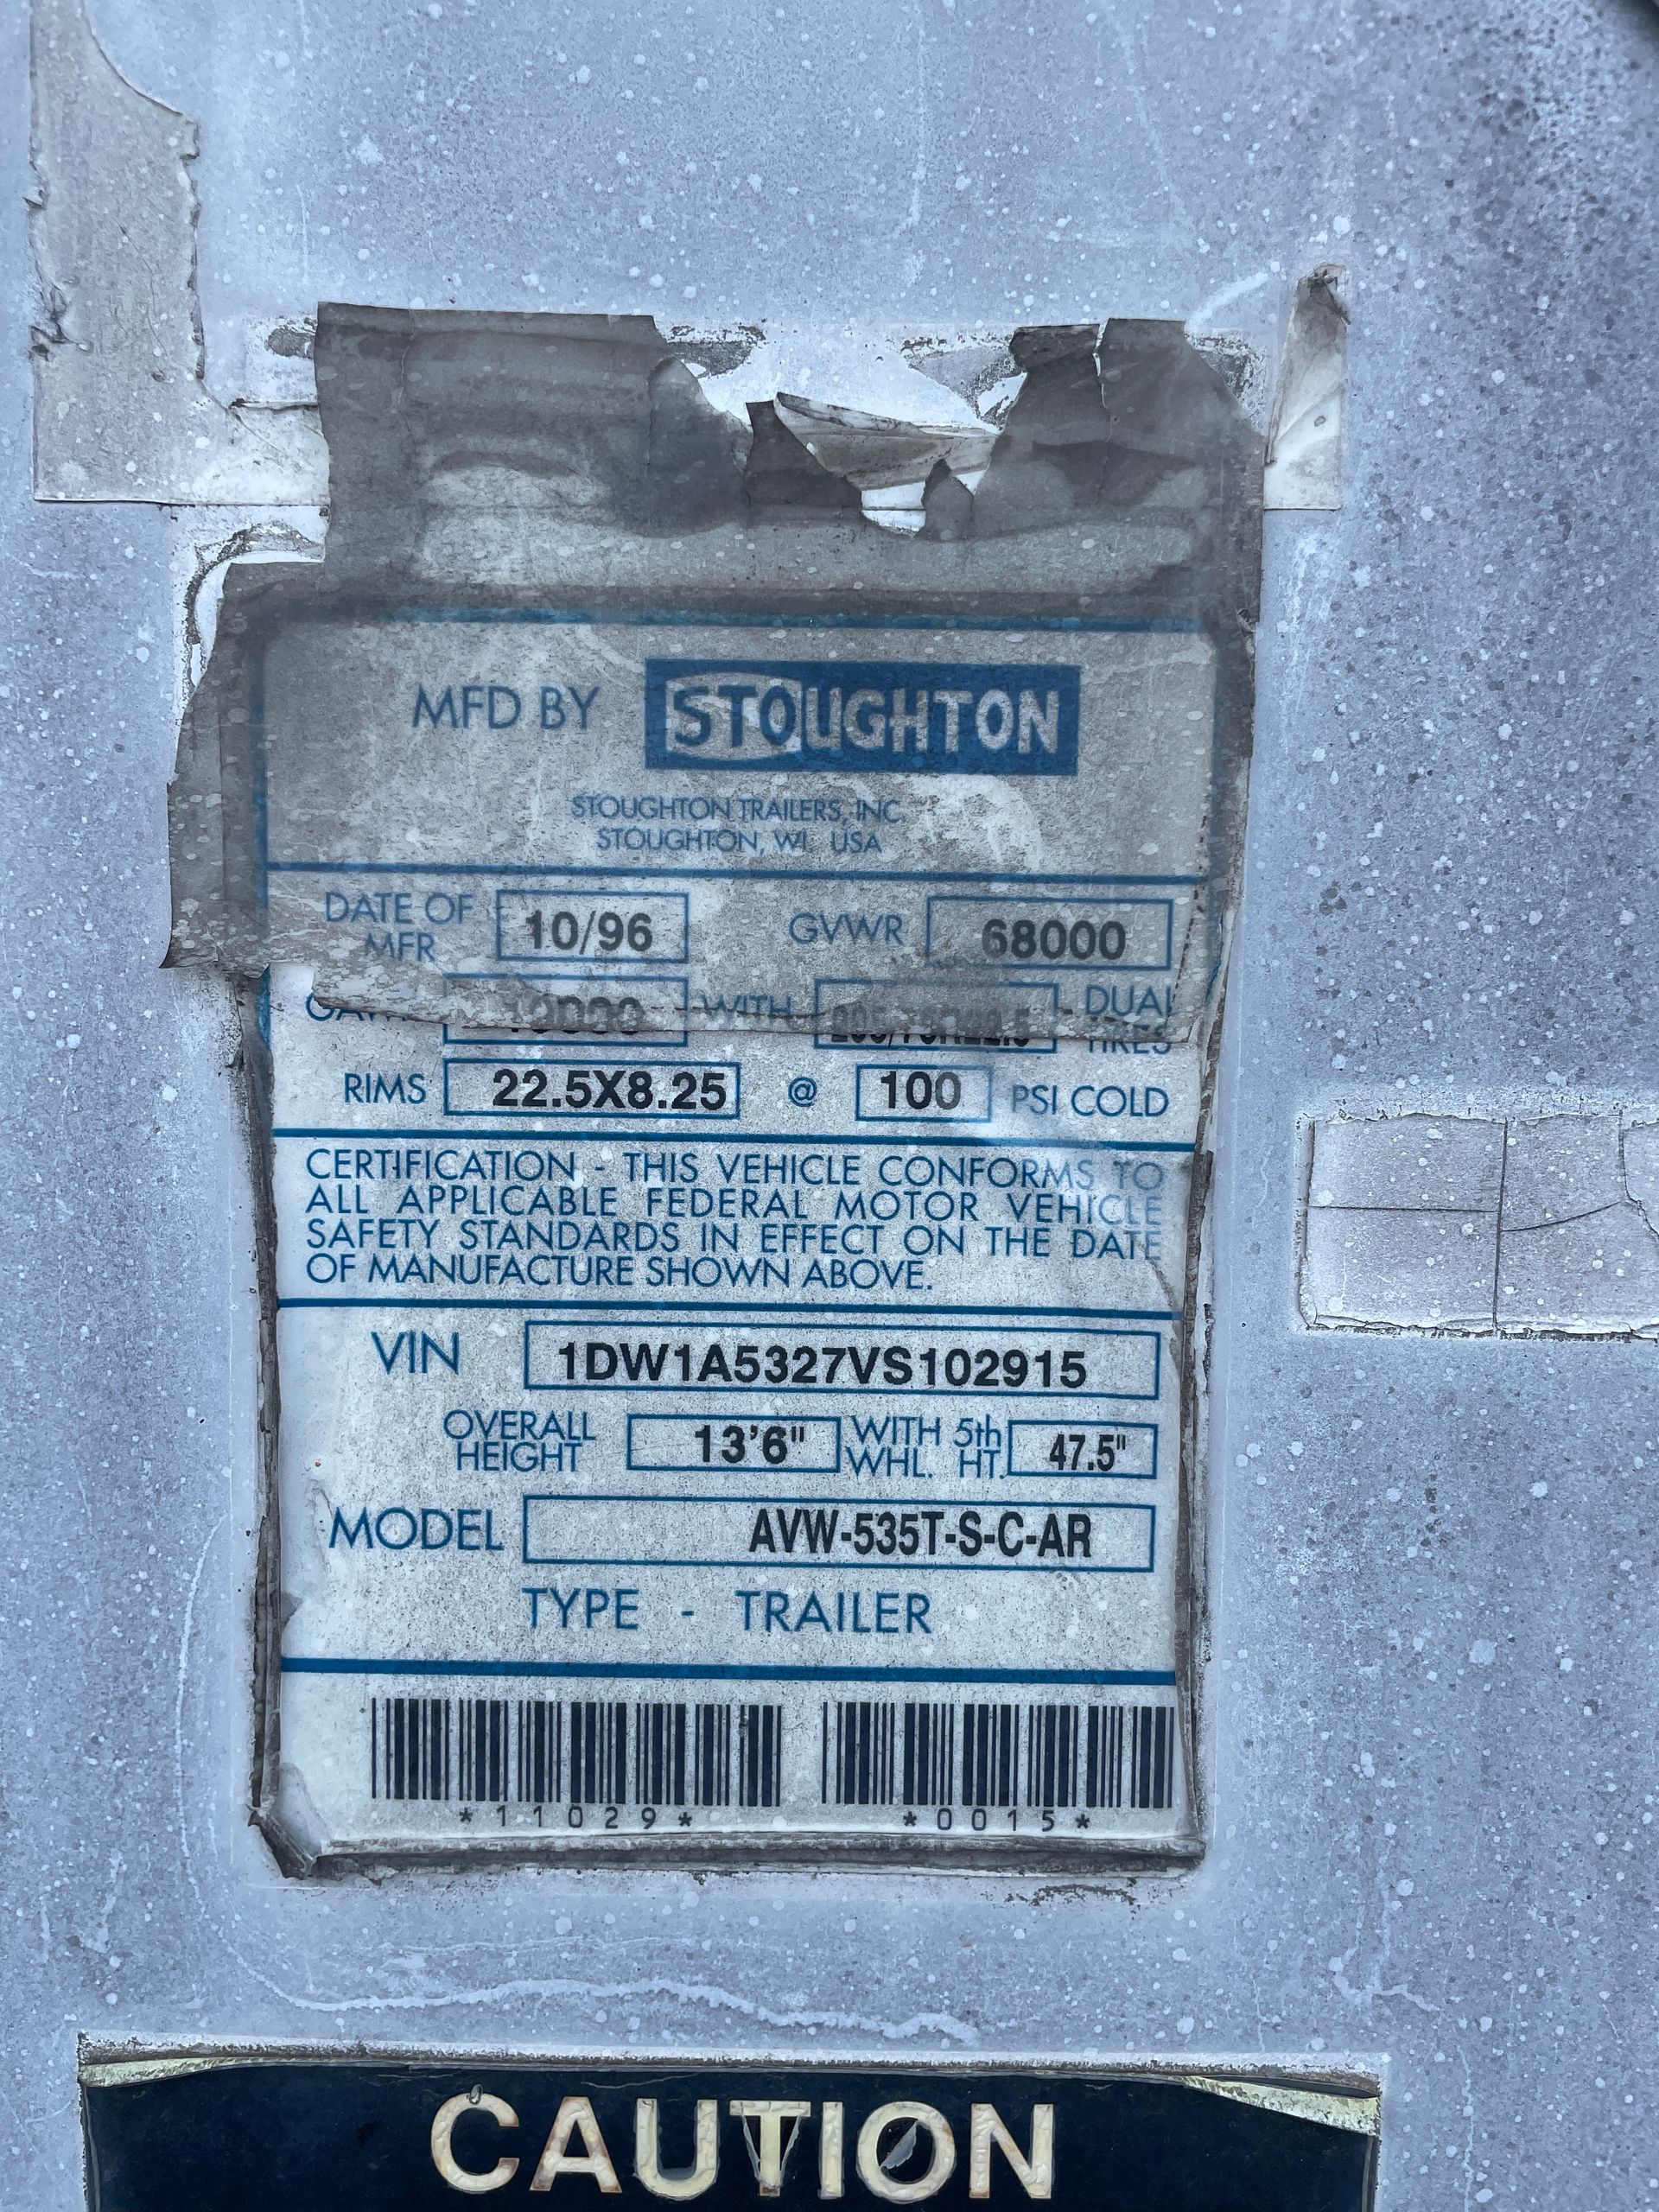 MFD BY STOUGHTON
STOUGHTON TRAILERS, INC.
STOUGHTON, WI. USA
DATE OF MFR 10/96 GVWR 68000
WITH DUAL TIRES
RIMS 22.5X8.25 @ 100 PSI COLD
CERTIFICATION - THIS VEHICLE CONFORMS TO
ALL APPLICABLE FEDERAL MOTOR VEHICLE
SAFETY STANDARDS IN EFFECT ON THE DATE
OF MANUFACTURE SHOWN ABOVE.
VIN 1DW1A5327VS102915
OVERALL HEIGHT 13'6" WITH 5th WHL. HT. 47.5"
MODEL AVW-535T-S-C-AR
TYPE - TRAILER
*11029* *0015*
CAUTION